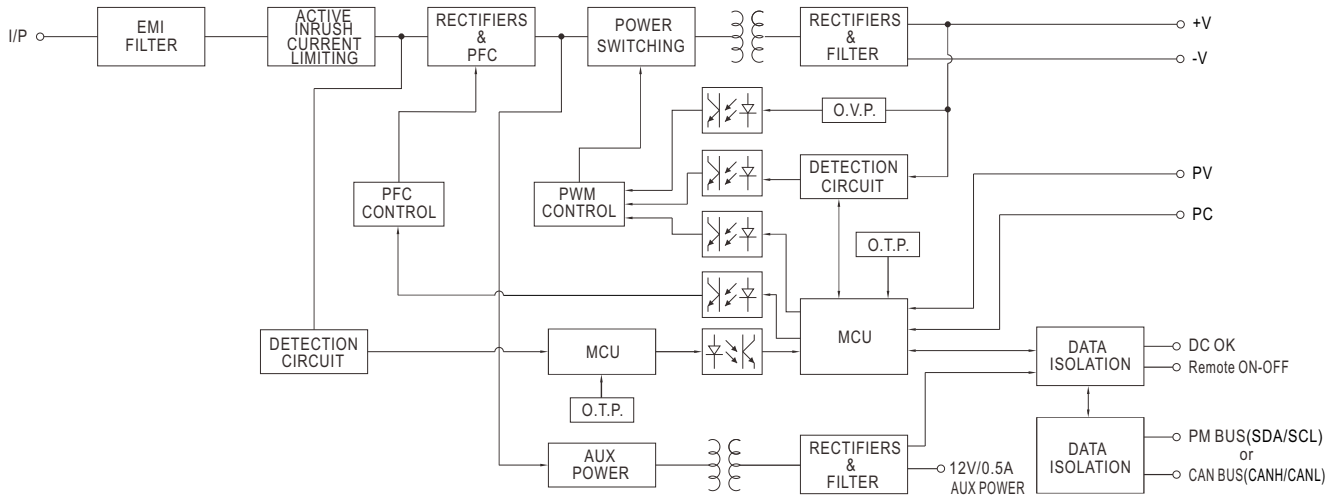 I/P
EMI
FILTER
ACTIVE
INRUSH
CURRENT
LIMITING
RECTIFIERS
&
PFC
POWER
SWITCHING
RECTIFIERS
&
FILTER
+V
-V
O.V.P.
DETECTION
CIRCUIT
PFC
CONTROL
PWM
CONTROL
PV
PC
O.T.P.
DETECTION
CIRCUIT
MCU
MCU
O.T.P.
DATA
ISOLATION
DC OK
Remote ON-OFF
AUX
POWER
RECTIFIERS
&
FILTER
12V/0.5A
AUX POWER
DATA
ISOLATION
PM BUS(SDA/SCL)
or
CAN BUS(CANH/CANL)